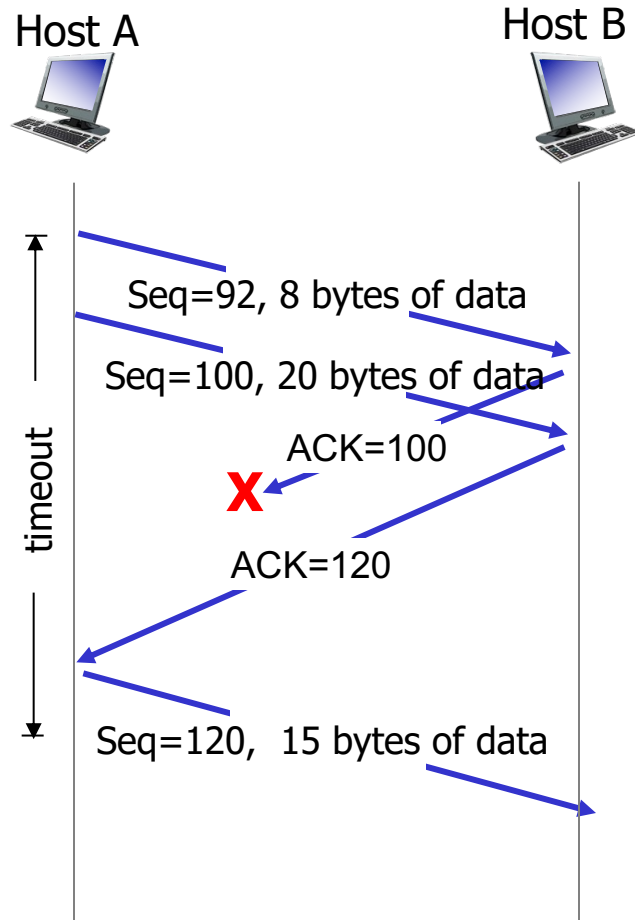 Host A
Host B
Seq=92, 8 bytes of data
Seq=100, 20 bytes of data
ACK=100
X
timeout
ACK=120
Seq=120,  15 bytes of data